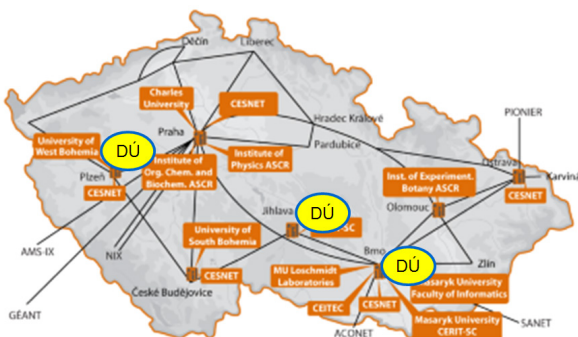 Děčín
Liberec
Charles
University
CESNET
PIONIER
Praha
Hradec Králové
University of
West Bohemia
DÚ
Institute of
Physics ASCR
Pardubice
Ostrava
Karviná
Plzeň
Institute of
Org. Chem. and
Biochem. ASCR
Inst. of Experiment.
Botany ASCR
CESNET
CESNET
Jihlava
DÚ
-SC
Olomouc
University of
South Bohemia
AMS-IX
NIX
Brno
DÚ
Zlín
CESNET
MU Loschmidt
Laboratories
Masaryk University
Faculty of Informatics
České Budějovice
GÉANT
CEITEC
CESNET
Masaryk University
CERIT-SC
SANET
ACONET